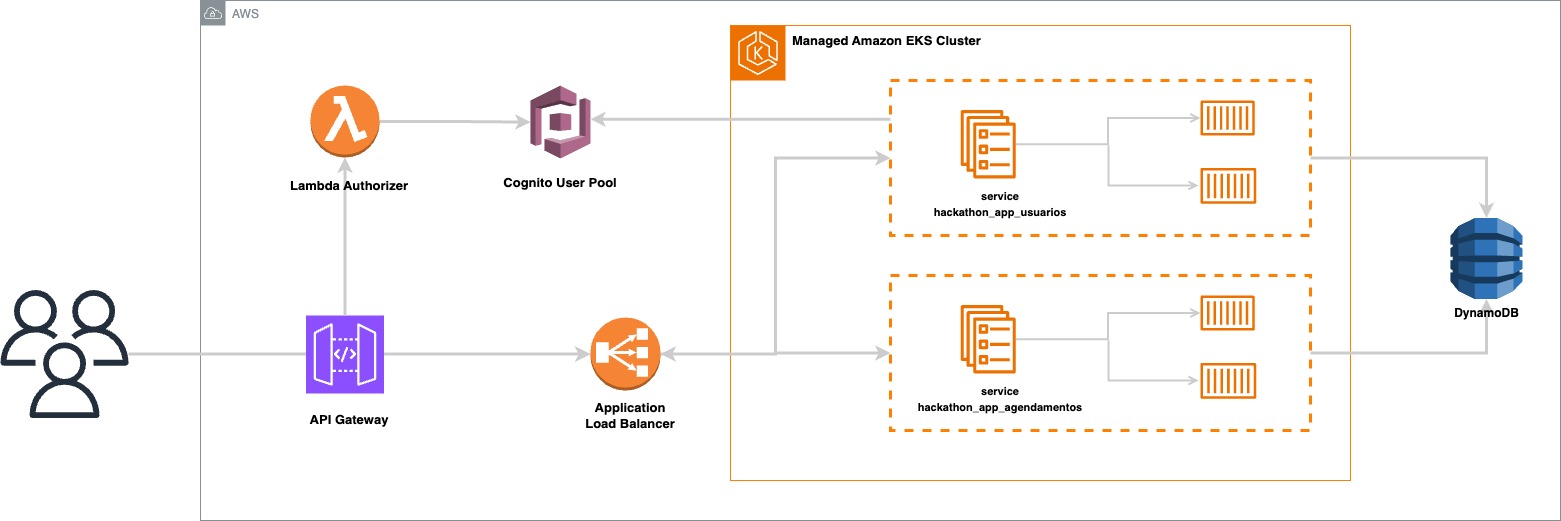 AWS
Managed Amazon EKS Cluster
Lambda Authorizer
Cognito User Pool
service
hackathon_app_usuarios
DynamoDB
service
hackathon_app_agendamentos
API Gateway
Application
Load Balancer